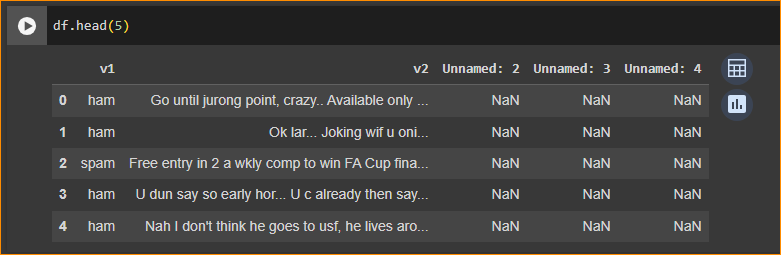 df.head(5)
v1 v2 Unnamed: 2 Unnamed: 3 Unnamed: 4
0 ham Go until jurong point, crazy.. Available only ... NaN NaN NaN
1 ham Ok lar... Joking wif u oni... NaN NaN NaN
2 spam Free entry in 2 a wkly comp to win FA Cup fina... NaN NaN NaN
3 ham U dun say so early hor... U c already then say... NaN NaN NaN
4 ham Nah I don't think he goes to usf, he lives aro... NaN NaN NaN